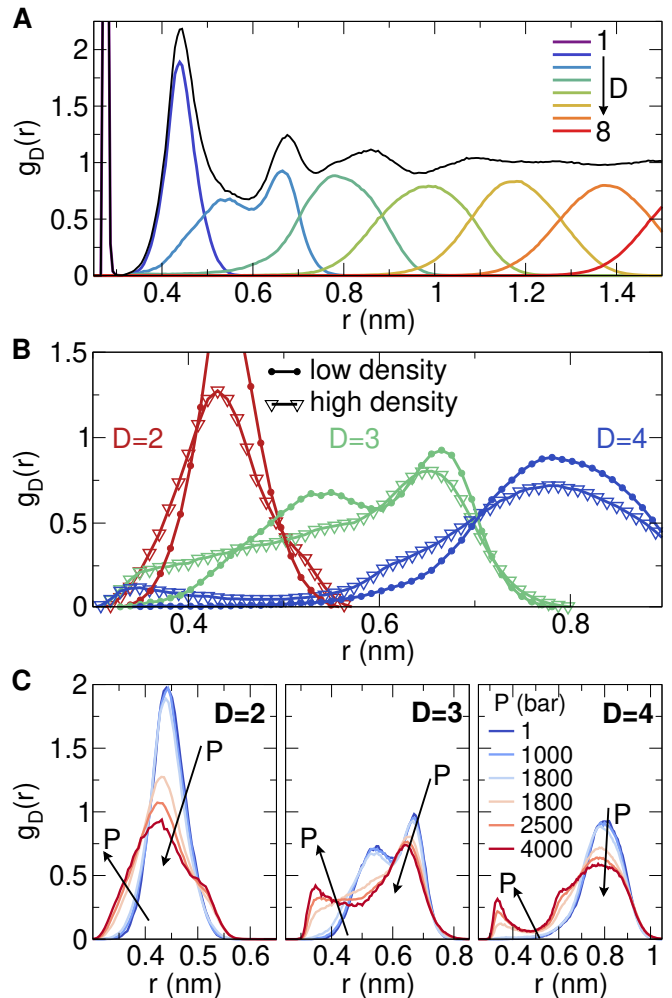 A
g_D(r)
2
1.5
1
0.5
0
1
D
8
0.4 0.6 0.8 1 1.2 1.4
r (nm)
B
g_D(r)
1.5
1
0.5
0
low density
high density
D=2 D=3 D=4
0.4 0.6 0.8
r (nm)
C
g_D(r)
2
1.5
1
0.5
0
D=2
P
P
0.3 0.4 0.5 0.6
r (nm)
D=3
P
P
0.4 0.6 0.8
r (nm)
D=4
P (bar)
1
1000
1800
1800
2500
4000
P
P
0.4 0.6 0.8 1
r (nm)